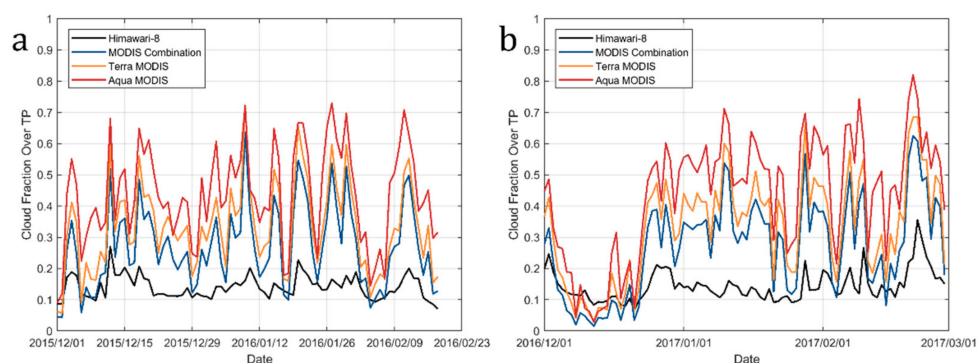 a
Himawari-8
MODIS Combination
Terra MODIS
Aqua MODIS
Cloud Fraction Over TP
1
0.9
0.8
0.7
0.6
0.5
0.4
0.3
0.2
0.1
0
2015/12/01 2015/12/15 2015/12/29 2016/01/12 2016/01/26 2016/02/09 2016/02/23
Date
b
Himawari-8
MODIS Combination
Terra MODIS
Aqua MODIS
Cloud Fraction Over TP
1
0.9
0.8
0.7
0.6
0.5
0.4
0.3
0.2
0.1
0
2016/12/01 2017/01/01 2017/02/01 2017/03/01
Date